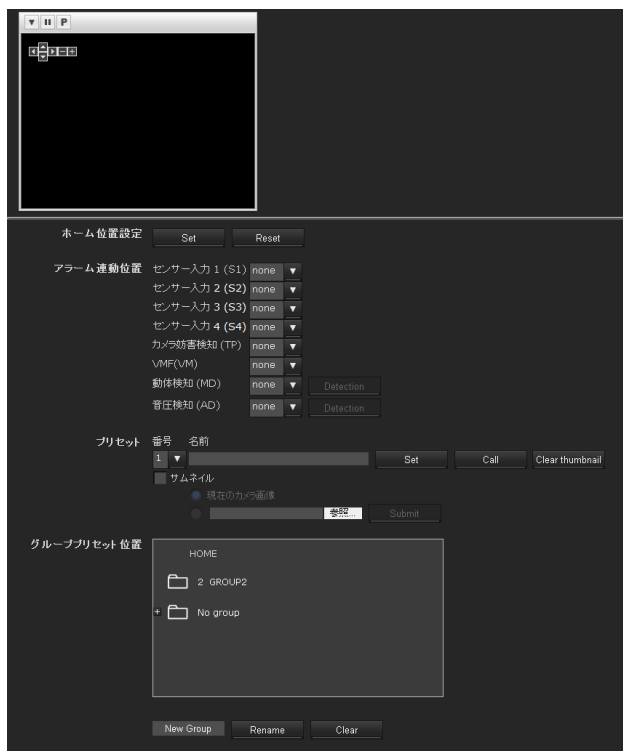 P
ホーム位置設定 Set Reset
アラーム連動位置 センサー入力 1 (S1) none
センサー入力 2 (S2) none
センサー入力 3 (S3) none
センサー入力 4 (S4) none
カメラ妨害検知 (TP) none
VMF(VM) none
動体検知 (MD) none Detection
音圧検知 (AD) none Detection
プリセット 番号 名前
1 Set Call Clear thumbnail
サムネイル
現在のカメラ画像
参照... Submit
グループプリセット位置
HOME
2 GROUP2
+ No group
New Group Rename Clear